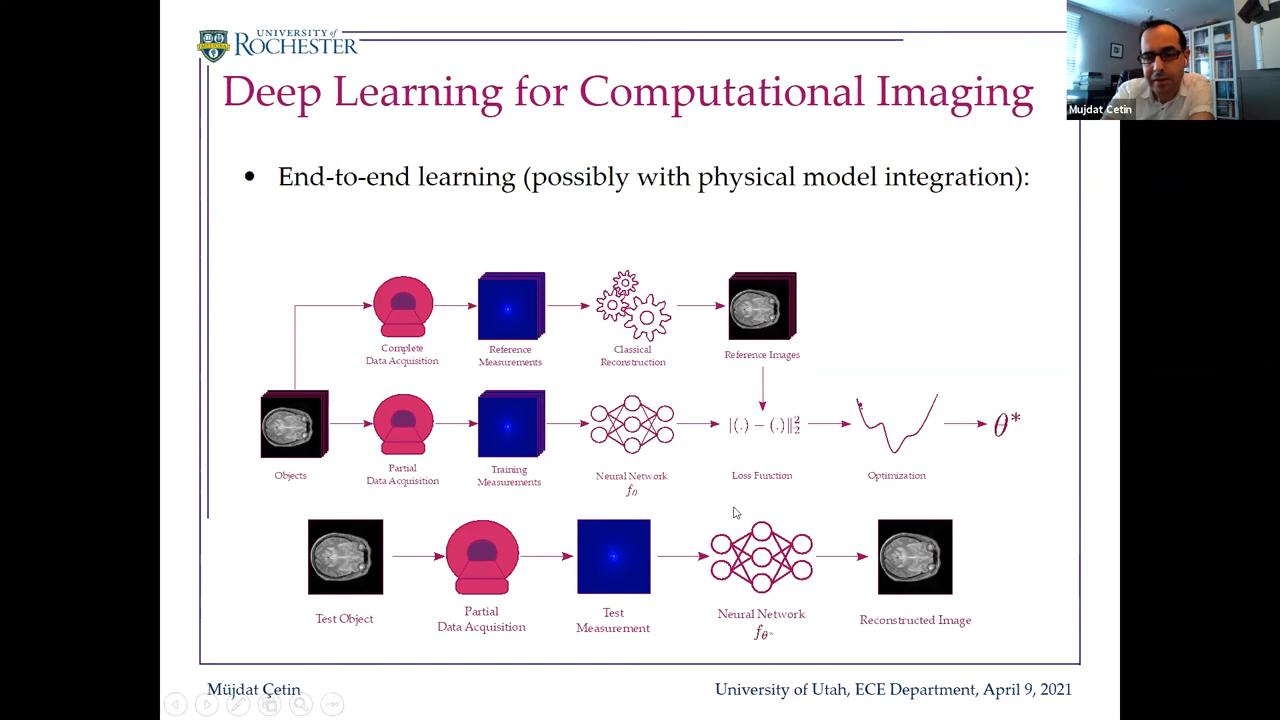 UNIVERSITY of
ROCHESTER
Mujdat Cetin
Deep Learning for Computational Imaging
• End-to-end learning (possibly with physical model integration):
Complete
Data Acquisition
Reference
Measurements
Classical
Reconstruction
Reference Images
|(.) − (.)||²₂
θ*
Objects
Partial
Data Acquisition
Training
Measurements
Neural Network
fθ
Loss Function
Optimization
Test Object
Partial
Data Acquisition
Test
Measurement
Neural Network
fθ*
Reconstructed Image
Müjdat Çetin
University of Utah, ECE Department, April 9, 2021